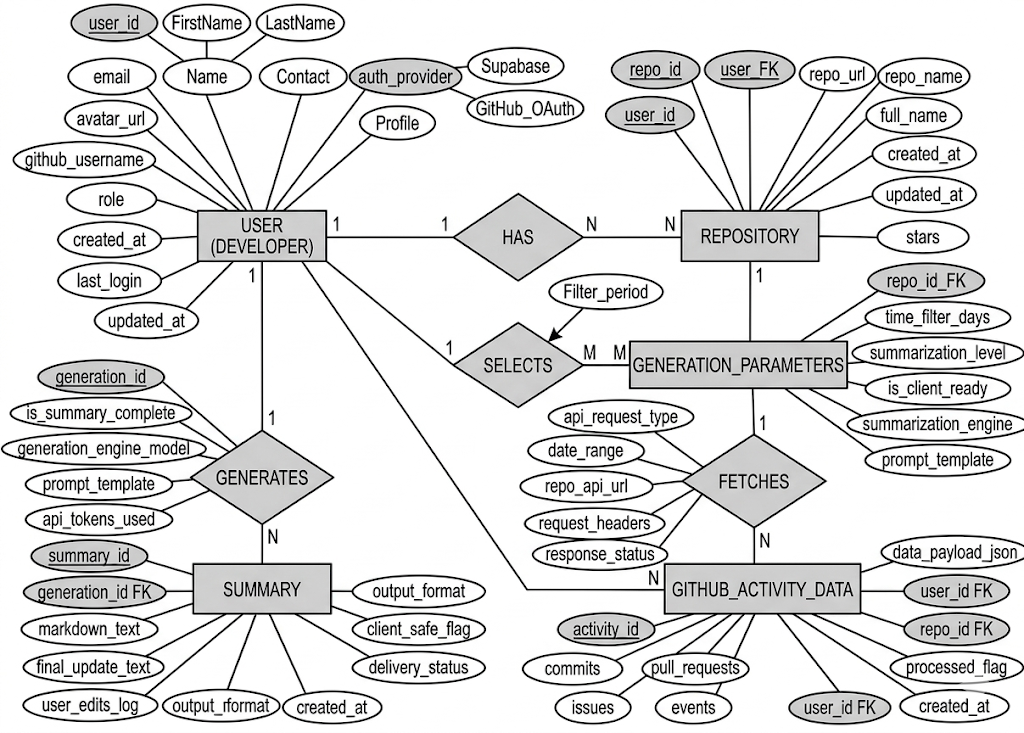 user_id
FirstName
LastName
email
Name
Contact
auth_provider
Supabase
GitHub_OAuth
avatar_url
Profile
github_username
role
created_at
last_login
updated_at
USER
(DEVELOPER)
1
1
HAS
N
N
repo_id
user_FK
repo_url
repo_name
user_id
full_name
created_at
updated_at
stars
REPOSITORY
1
1
Filter_period
1
SELECTS
M
M
GENERATION_PARAMETERS
repo_id_FK
time_filter_days
summarization_level
is_client_ready
summarization_engine
prompt_template
generation_id
is_summary_complete
generation_engine_model
prompt_template
api_tokens_used
1
GENERATES
N
api_request_type
date_range
repo_api_url
request_headers
response_status
1
FETCHES
N
summary_id
generation_id FK
markdown_text
final_update_text
user_edits_log
output_rformat
created_at
SUMMARY
output_format
client_safe_flag
delivery_status
N
GITHUB_ACTIVITY_DATA
data_payload_json
user_id FK
repo_id FK
processed_flag
created_at
activity_id
commits
pull_requests
issues
events
user_id FK